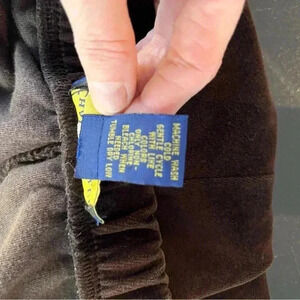 MACHINE WASH
COLD
GENTLE CYCLE
WITH LIKE
COLORS
ONLY NON-
CHLORINE
BLEACH WHEN
NEEDED
TUMBLE DRY LOW